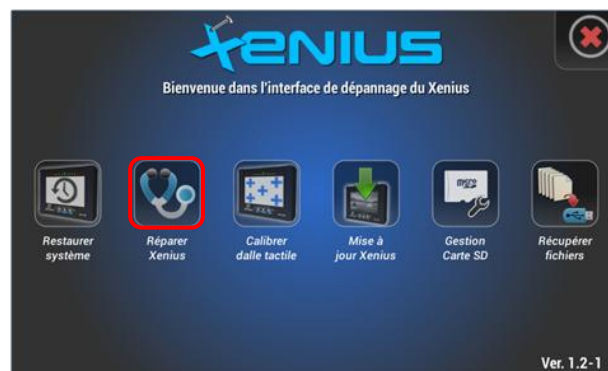 XENIUS
Bienvenue dans l'interface de dépannage du Xenius
Restaurer
système
Réparer
Xenius
Calibrer
dalle tactile
Mise à
jour Xenius
micro
Gestion
Carte SD
Récupérer
fichiers
Ver. 1.2-1